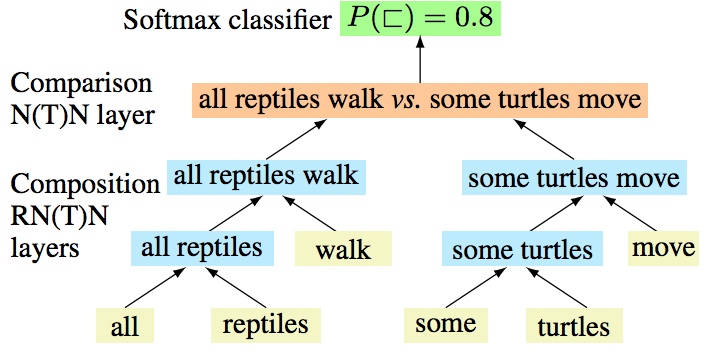 Softmax classifier P(⊏) = 0.8
Comparison
N(T)N layer
all reptiles walk vs. some turtles move
Composition
RN(T)N
layers
all reptiles walk
some turtles move
all reptiles
walk
some turtles
move
all
reptiles
some
turtles